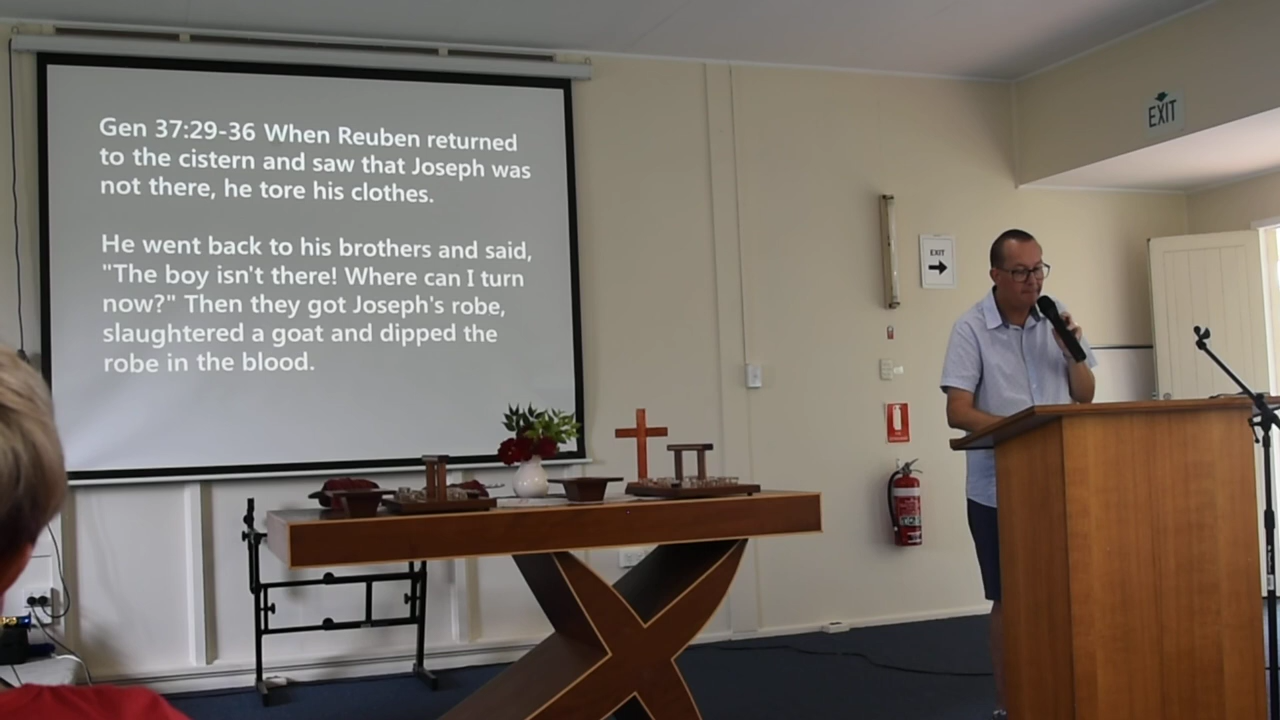 Gen 37:29-36 When Reuben returned
to the cistern and saw that Joseph was
not there, he tore his clothes.
He went back to his brothers and said,
"The boy isn't there! Where can I turn
now?" Then they got Joseph's robe,
slaughtered a goat and dipped the
robe in the blood.
EXIT
EXIT